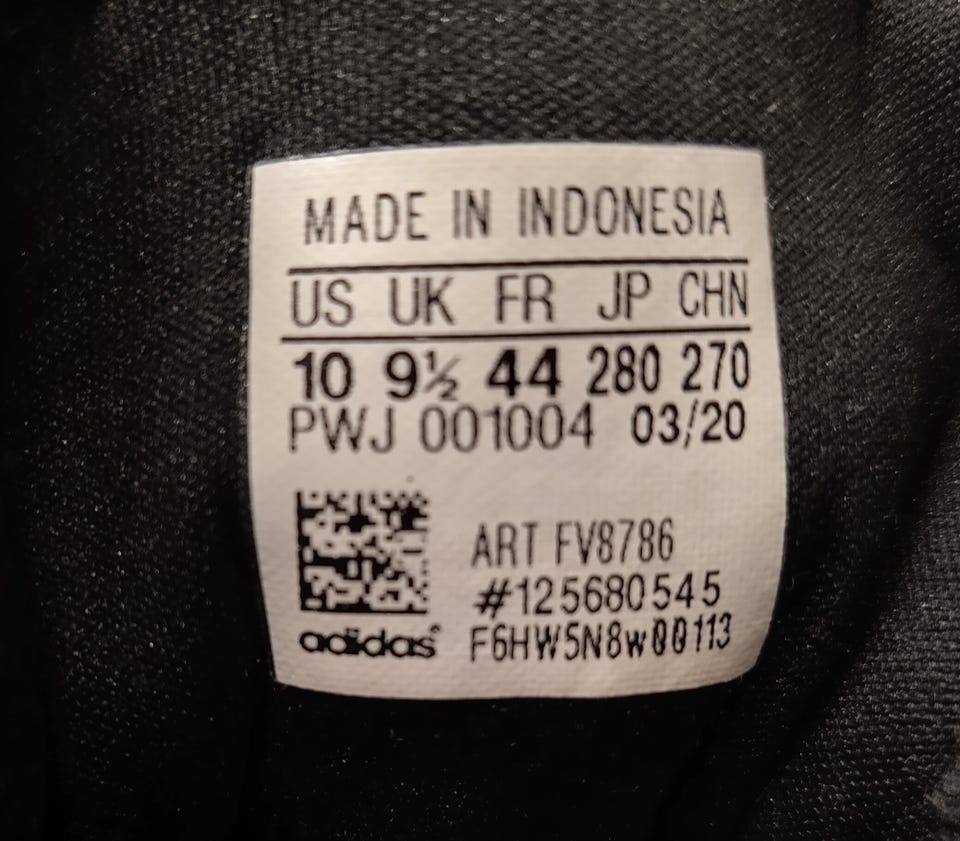 MADE IN INDONESIA
US UK FR JP CHN
10 9½ 44 280 270
PWJ 001004 03/20
ART FV8786
#125680545
adidas® F6HW5N8w00113